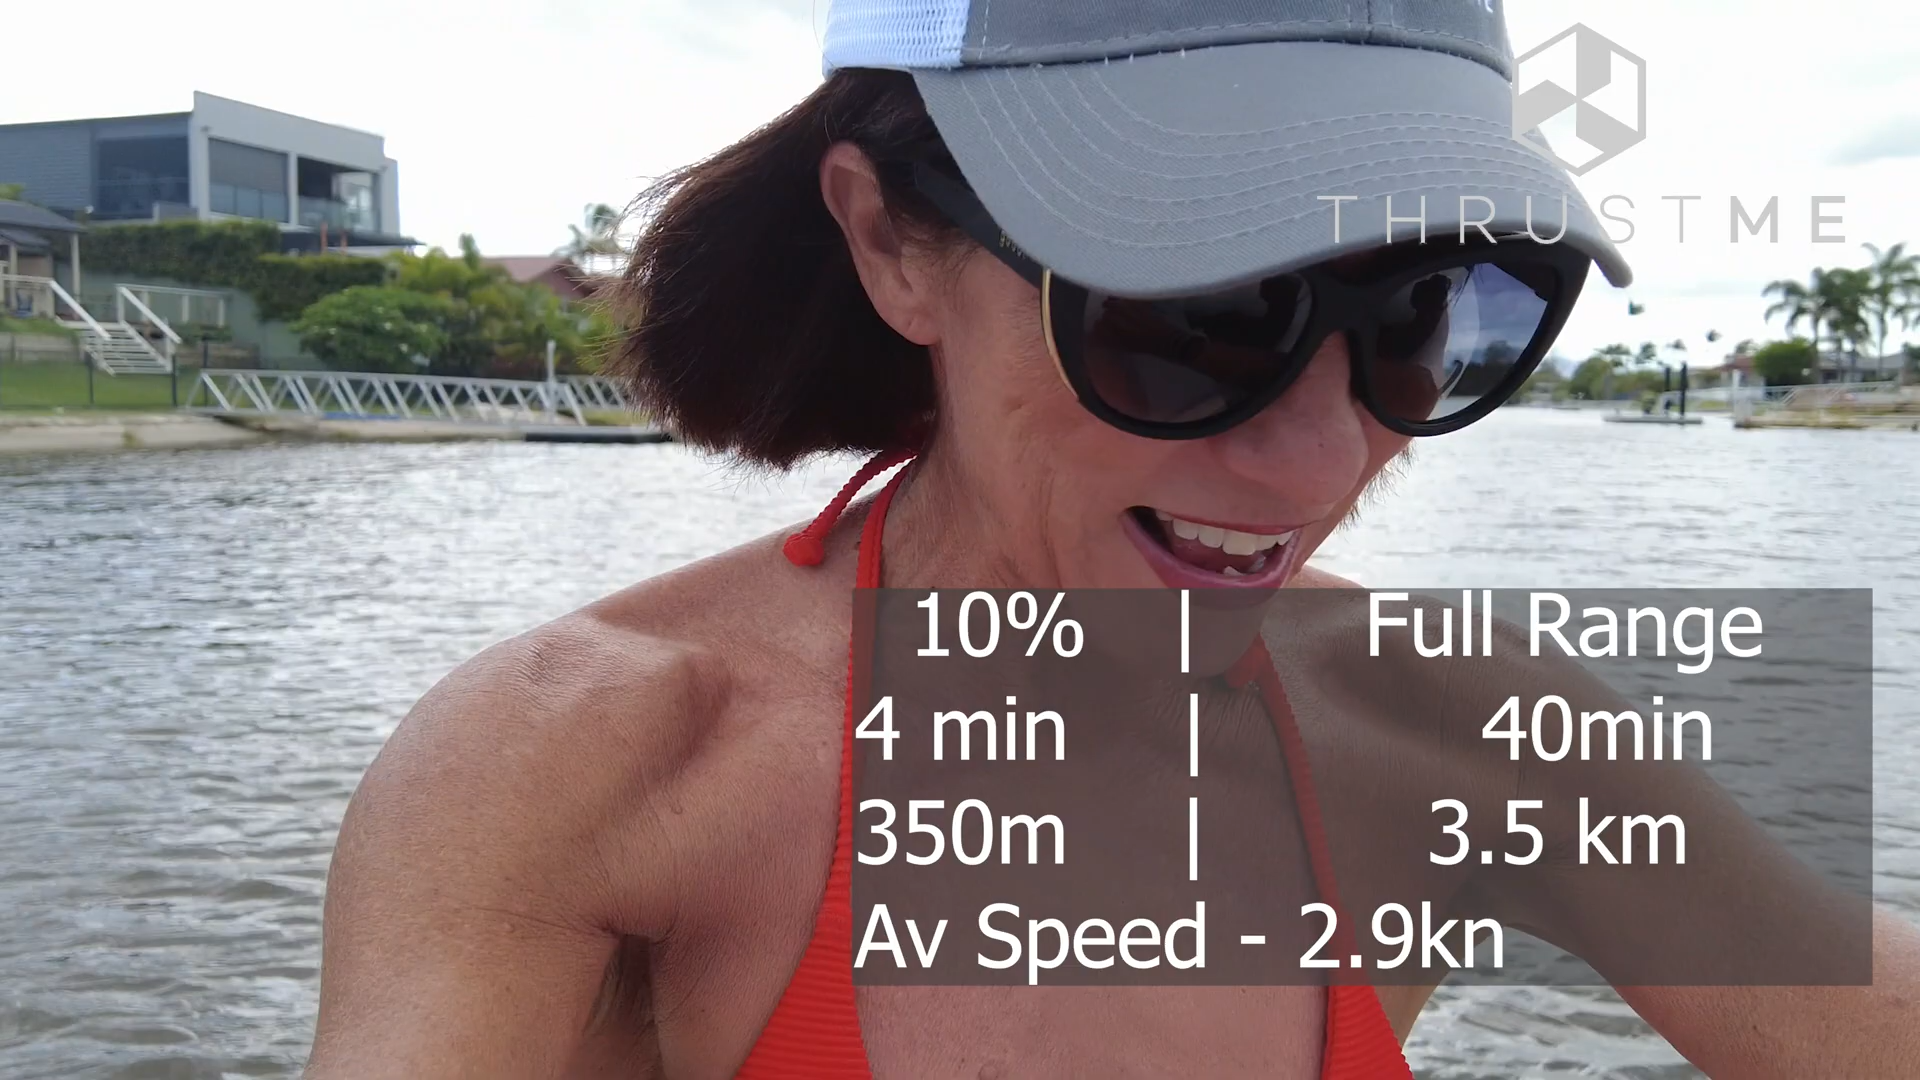 THRUSTME
10% | Full Range
4 min | 40min
350m | 3.5 km
Av Speed - 2.9kn